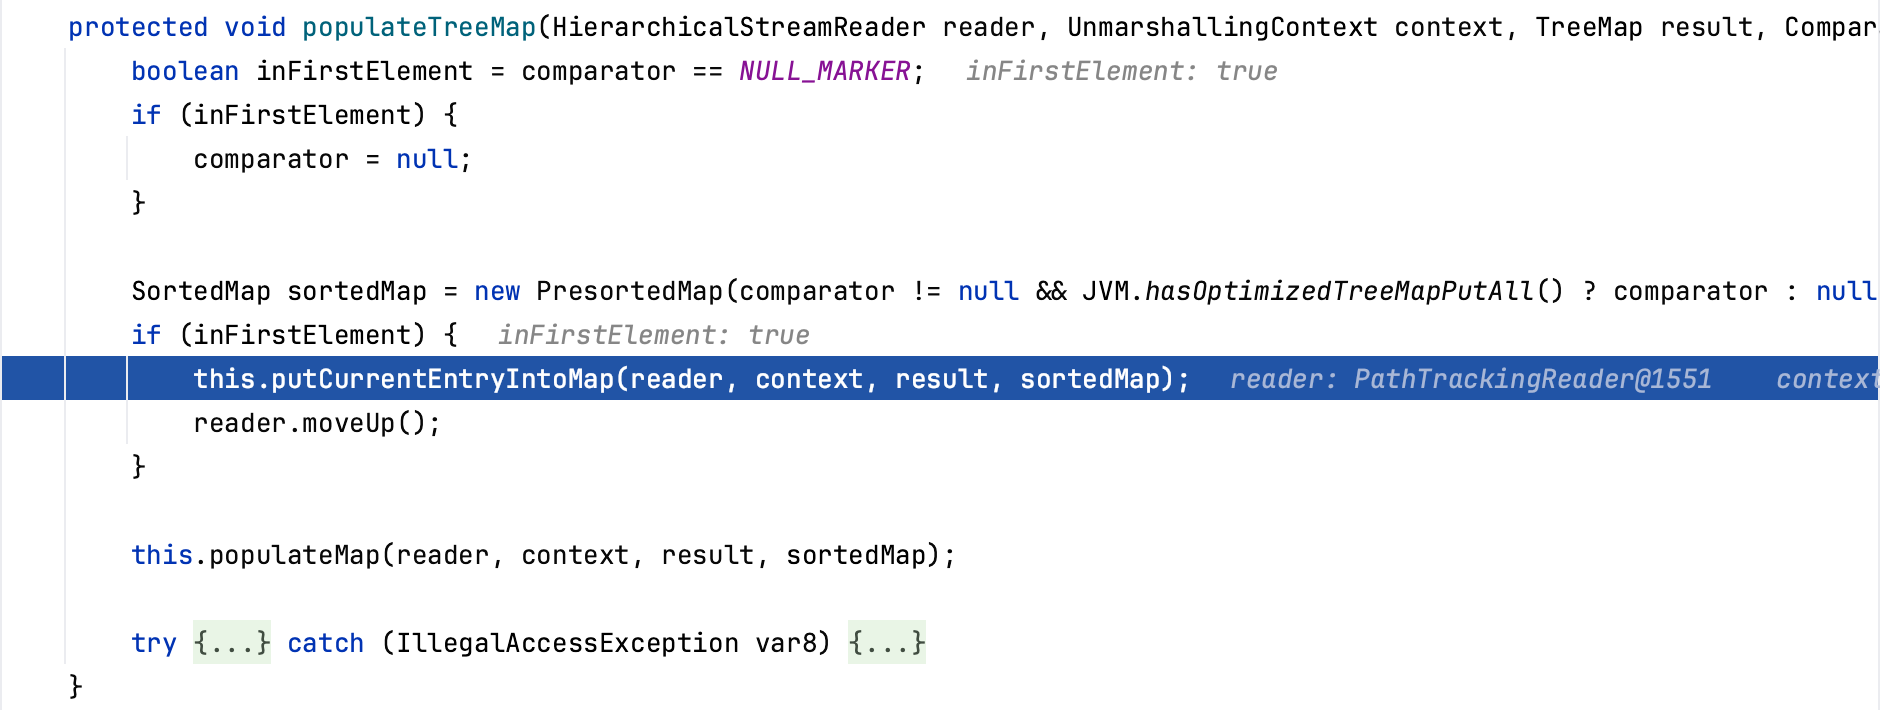 protected void populateTreeMap(HierarchicalStreamReader reader, UnmarshallingContext context, TreeMap result, Compar
boolean inFirstElement = comparator == NULL_MARKER; inFirstElement: true
if (inFirstElement) {
comparator = null;
}
SortedMap sortedMap = new PresortedMap(comparator != null && JVM.hasOptimizedTreeMapPutAll() ? comparator : null
if (inFirstElement) { inFirstElement: true
this.putCurrentEntryIntoMap(reader, context, result, sortedMap); reader: PathTrackingReader@1551 context
reader.moveUp();
}
this.populateMap(reader, context, result, sortedMap);
try {...} catch (IllegalAccessException var8) {...}
}